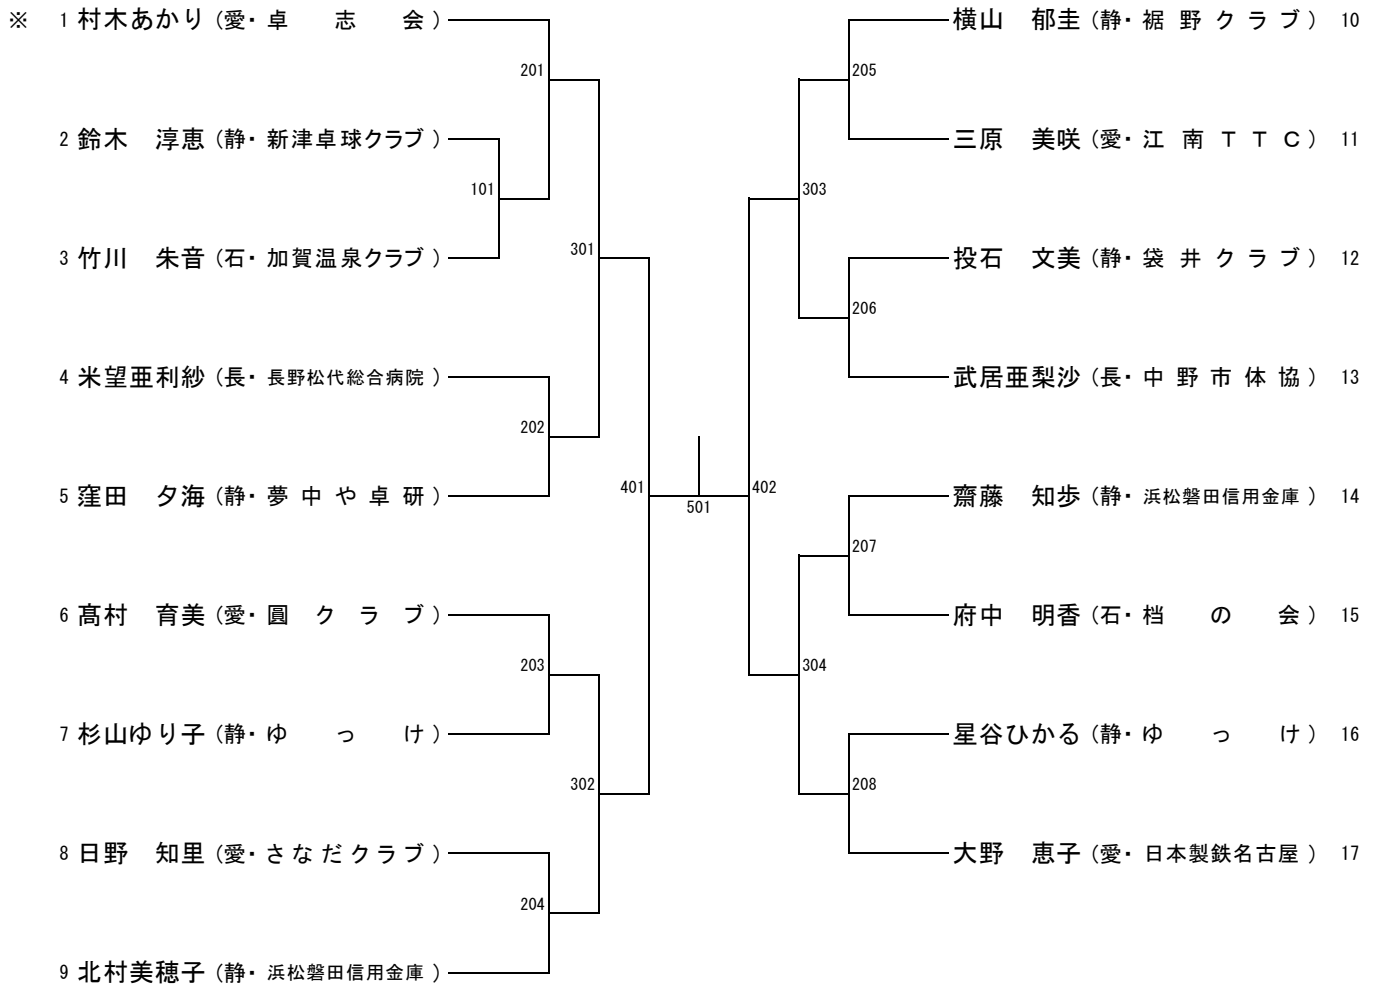 ※ 1 村木あかり (愛・卓志会)
201
2 鈴木 淳恵 (静・新津卓球クラブ)
101
3 竹川 朱音 (石・加賀温泉クラブ)
301
4 米望亜利紗 (長・長野松代総合病院)
202
5 窪田 夕海 (静・夢中や卓研)
401
501
6 髙村 育美 (愛・圓クラブ)
203
7 杉山ゆり子 (静・ゆっけ)
302
8 日野 知里 (愛・さなだクラブ)
204
9 北村美穂子 (静・浜松磐田信用金庫)
横山 郁圭 (静・裾野クラブ) 10
205
三原 美咲 (愛・江南TTC) 11
303
投石 文美 (静・袋井クラブ) 12
206
武居亜梨沙 (長・中野市体協) 13
402
齋藤 知歩 (静・浜松磐田信用金庫) 14
207
府中 明香 (石・档の会) 15
304
星谷ひかる (静・ゆっけ) 16
208
大野 恵子 (愛・日本製鉄名古屋) 17